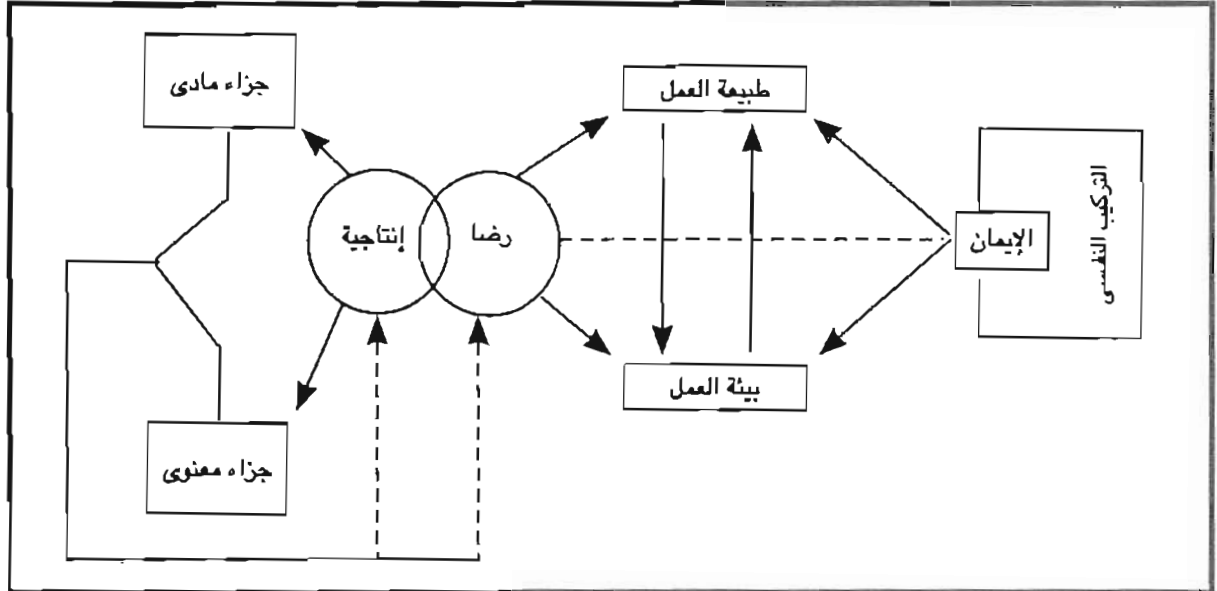 التركيب النفسى
الإيمان
طبيعة العمل
بيئة العمل
رضا
إنتاجية
جزاء مادى
جزاء معنوى